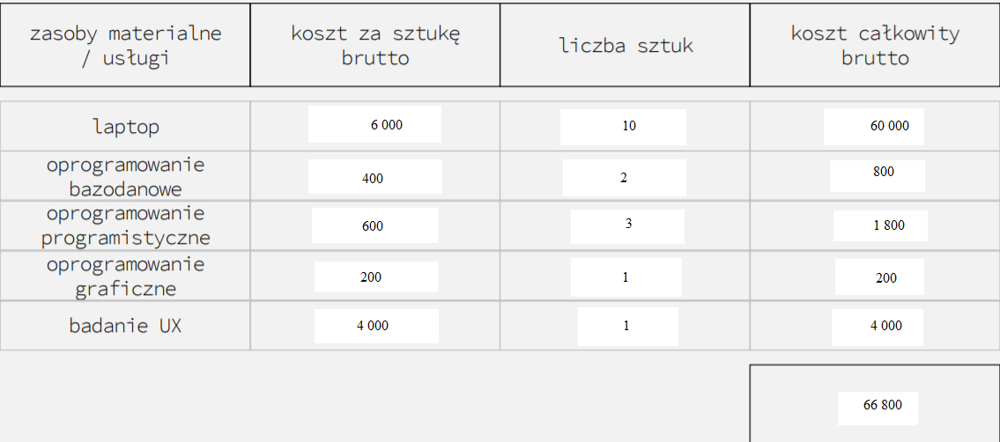 zasoby materialne
/ usługi
koszt za sztukę
brutto
liczba sztuk
koszt całkowity
brutto
laptop
6 000
10
60 000
oprogramowanie
bazodanowe
400
2
800
oprogramowanie
programistyczne
600
3
1 800
oprogramowanie
graficzne
200
1
200
badanie UX
4 000
1
4 000
66 800